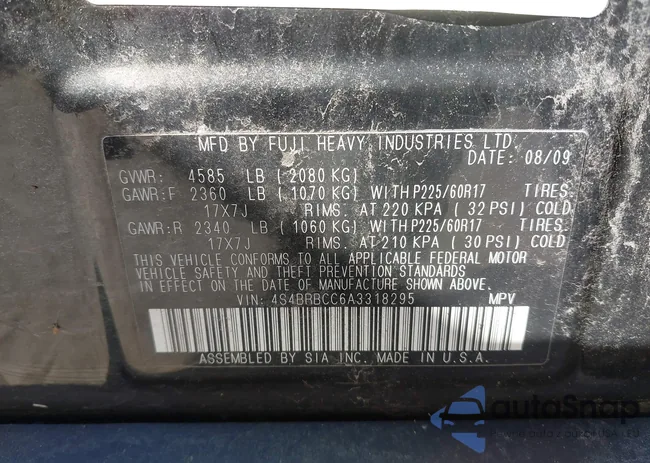 MFD BY FUJI HEAVY INDUSTRIES LTD.
DATE: 08/09
GVWR: 4585 LB (2080 KG)
GAWR:F 2360 LB (1070 KG) WITH P225/60R17 TIRES.
17X7J RIMS. AT 220 KPA (32 PSI) COLD
GAWR:R 2340 LB (1060 KG) WITH P225/60R17 TIRES.
17X7J RIMS. AT 210 KPA (30 PSI) COLD
THIS VEHICLE CONFORMS TO ALL APPLICABLE FEDERAL MOTOR
VEHICLE SAFETY AND THEFT PREVENTION STANDARDS
IN EFFECT ON THE DATE OF MANUFACTURE SHOWN ABOVE.
VIN: 4S4BRBCC6A3318295 MPV
ASSEMBLED BY SIA INC. MADE IN U.S.A.
autoSnap